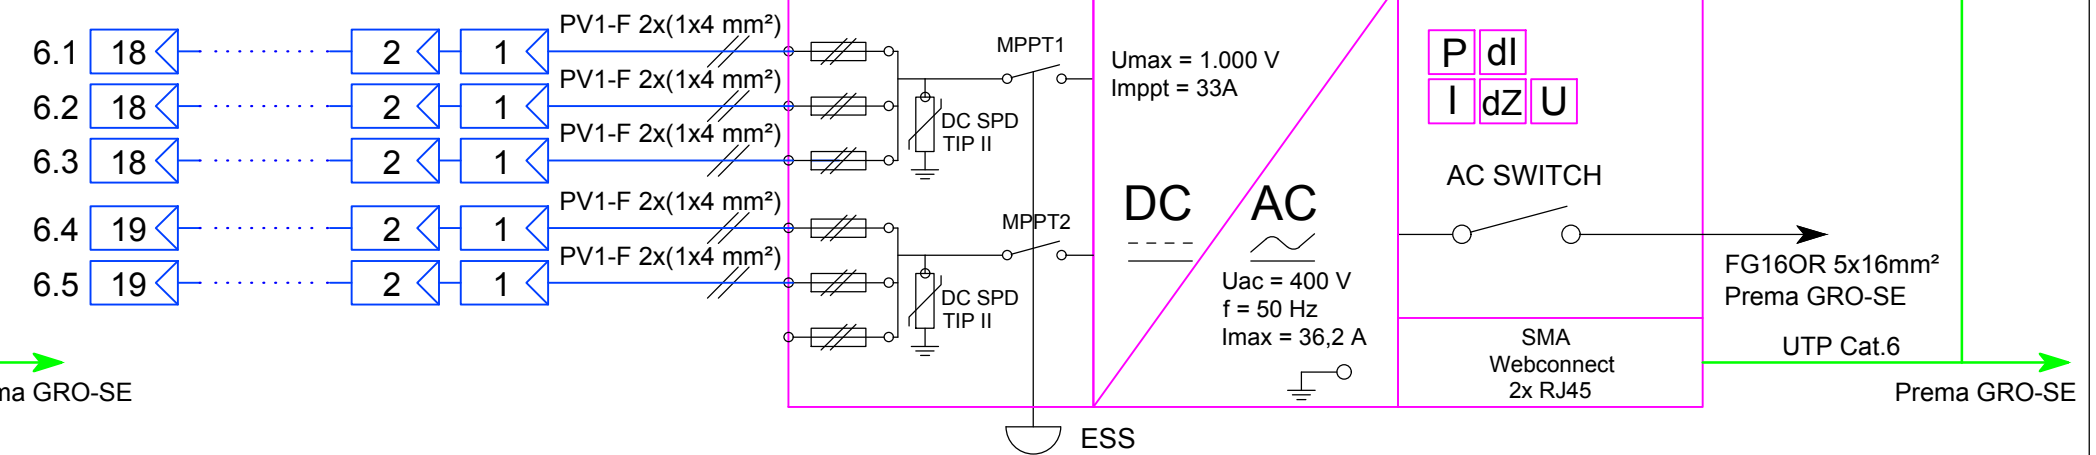 6.1 18 2 1 PV1-F 2x(1x4 mm²)
6.2 18 2 1 PV1-F 2x(1x4 mm²)
6.3 18 2 1 PV1-F 2x(1x4 mm²)
6.4 19 2 1 PV1-F 2x(1x4 mm²)
6.5 19 2 1 PV1-F 2x(1x4 mm²)
MPPT1
DC SPD
TIP II
MPPT2
DC SPD
TIP II
ESS
Umax = 1.000 V
Imppt = 33A
DC AC
Uac = 400 V
f = 50 Hz
Imax = 36,2 A
P dI
I dZ U
AC SWITCH
SMA
Webconnect
2x RJ45
FG16OR 5x16mm²
Prema GRO-SE
UTP Cat.6
Prema GRO-SE
ma GRO-SE